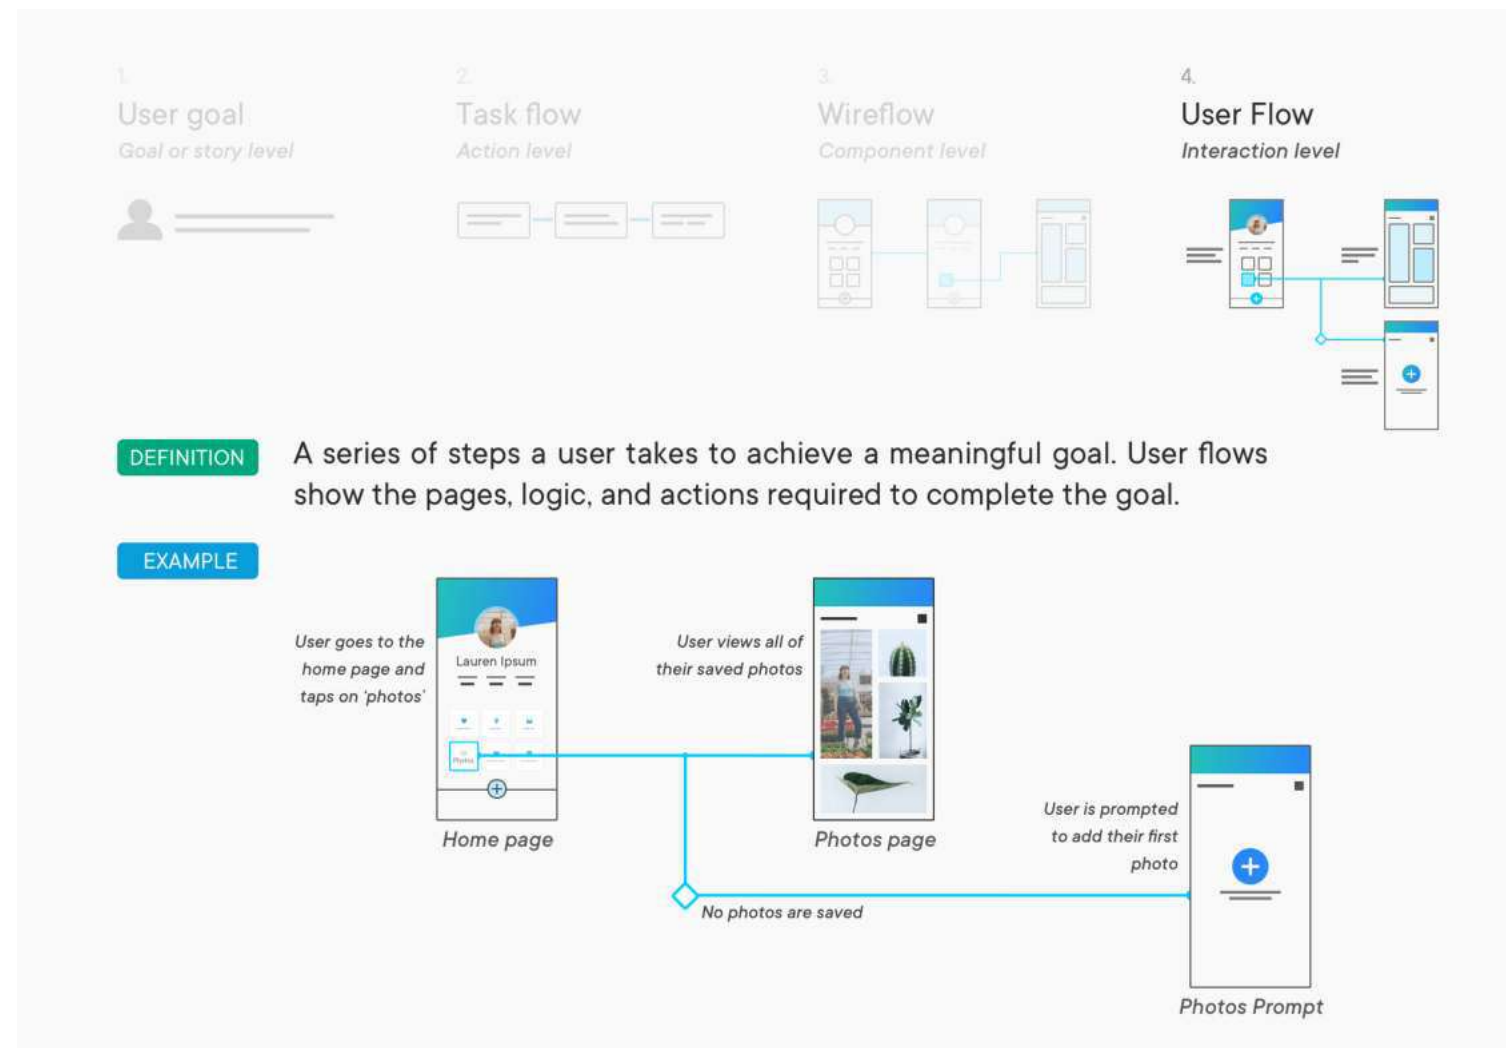 1.
User goal
Goal or story level
2.
Task flow
Action level
3.
Wireflow
Component level
4.
User Flow
Interaction level
DEFINITION
A series of steps a user takes to achieve a meaningful goal. User flows
show the pages, logic, and actions required to complete the goal.
EXAMPLE
User goes to the
home page and
taps on ‘photos’
Lauren Ipsum
Photos
Home page
User views all of
their saved photos
Photos page
No photos are saved
User is prompted
to add their first
photo
Photos Prompt